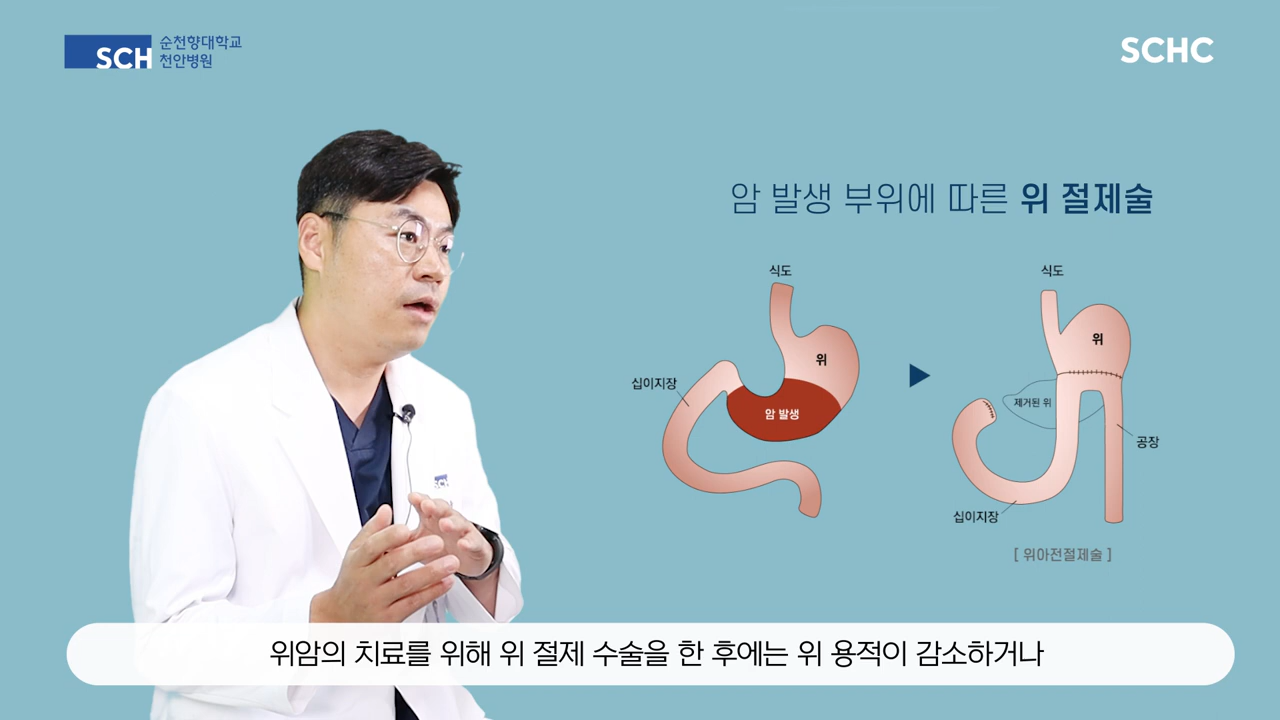 SCH
순천향대학교
천안병원
SCHC
암 발생 부위에 따른 위 절제술
식도
위
십이지장
암 발생
식도
위
제거된 위
공장
십이지장
[ 위아전절제술 ]
위암의 치료를 위해 위 절제 수술을 한 후에는 위 용적이 감소하거나